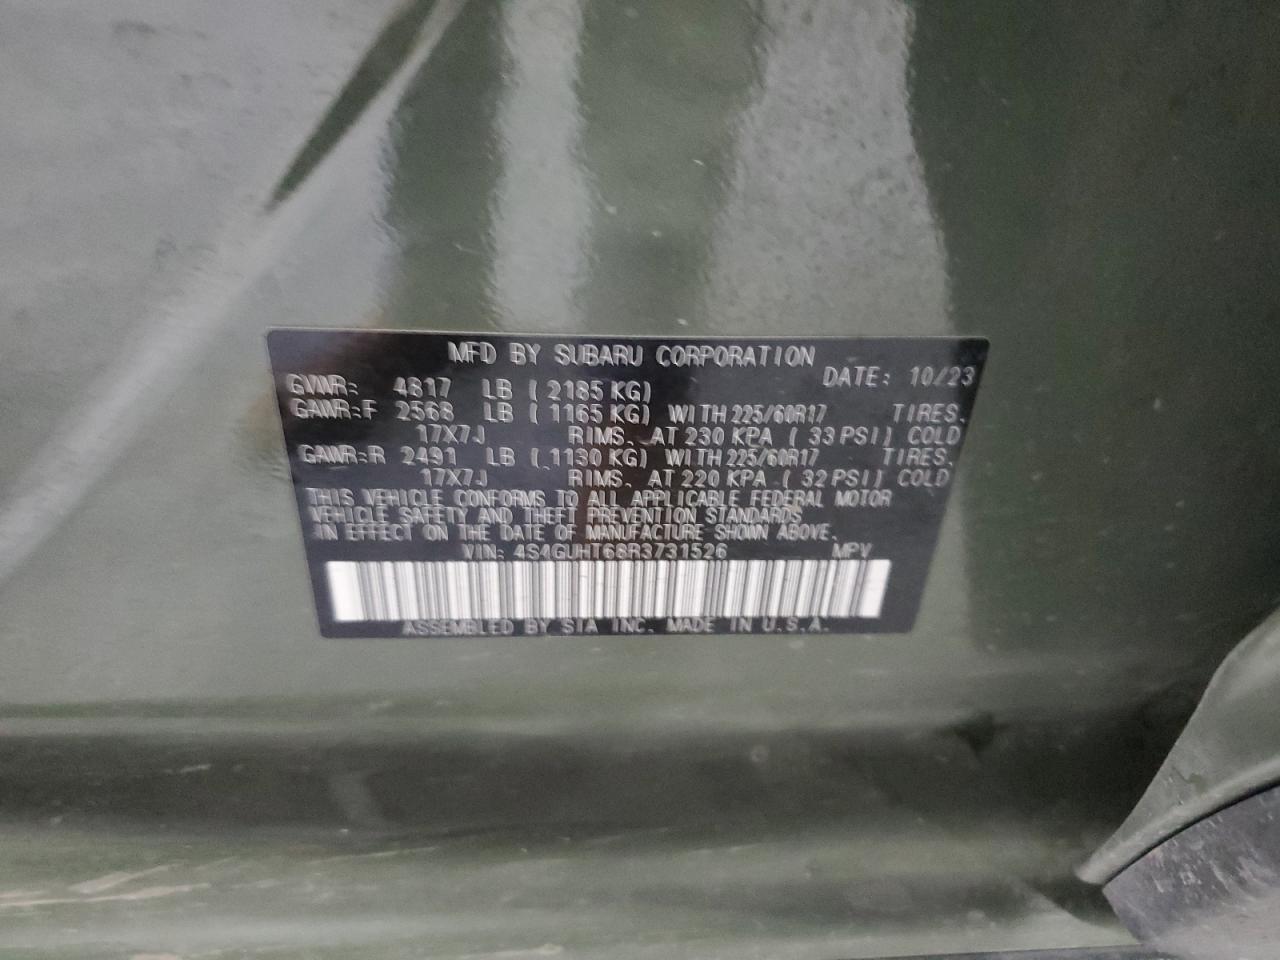 MFD BY SUBARU CORPORATION
DATE: 10/23
GVWR: 4817 LB (2185 KG)
GAWR:F 2568 LB (1165 KG) WITH 225/60R17 TIRES.
17X7J RIMS. AT 230 KPA (33 PSI) COLD
GAWR:R 2491 LB (1130 KG) WITH 225/60R17 TIRES.
17X7J RIMS. AT 220 KPA (32 PSI) COLD
THIS VEHICLE CONFORMS TO ALL APPLICABLE FEDERAL MOTOR
VEHICLE SAFETY AND THEFT PREVENTION STANDARDS
IN EFFECT ON THE DATE OF MANUFACTURE SHOWN ABOVE.
VIN: 4S4GUHT68R3731526 MPV
ASSEMBLED BY SIA INC. MADE IN U.S.A.